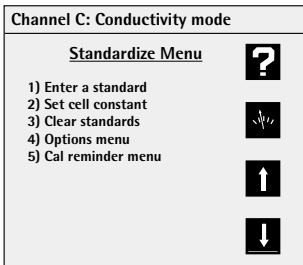 Channel C: Conductivity mode
Standardize Menu
?
1) Enter a standard
2) Set cell constant
3) Clear standards
4) Options menu
5) Cal reminder menu